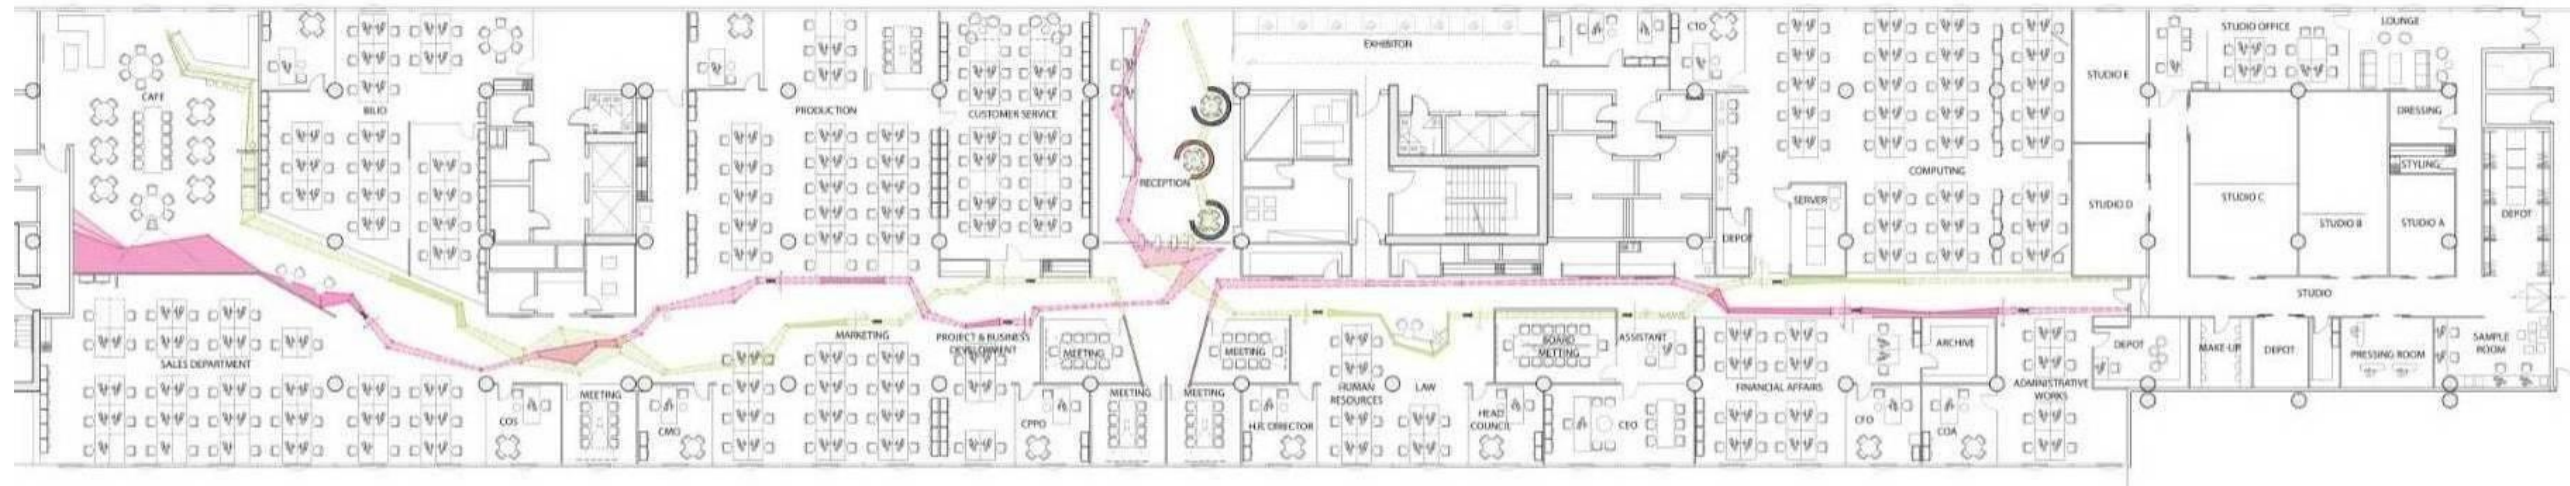 CAFE
BILIO
PRODUCTION
CUSTOMER SERVICE
RECEPTION
EXHIBITON
CTO
COMPUTING
SERVER
DEPOT
STUDIO E
STUDIO D
STUDIO OFFICE
LOUNGE
DRESSING
STYLING
STUDIO C
STUDIO B
STUDIO A
DEPOT
STUDIO
SALES DEPARTMENT
COS
MEETING
CMO
MARKETING
PROJECT & BUSINESS
DEVELOPMENT
CPPO
MEETING
MEETING
MEETING
MEETING
H.R. DIRECTOR
HUMAN
RESOURCES
LAW
HEAD
COUNCIL
BOARD
METTING
ASSISTANT
CEO
FINANCIAL AFFAIRS
CFO
ARCHIVE
COA
ADMINISTRATIVE
WORKS
DEPOT
MAKE-UP
DEPOT
PRESSING ROOM
SAMPLE
ROOM